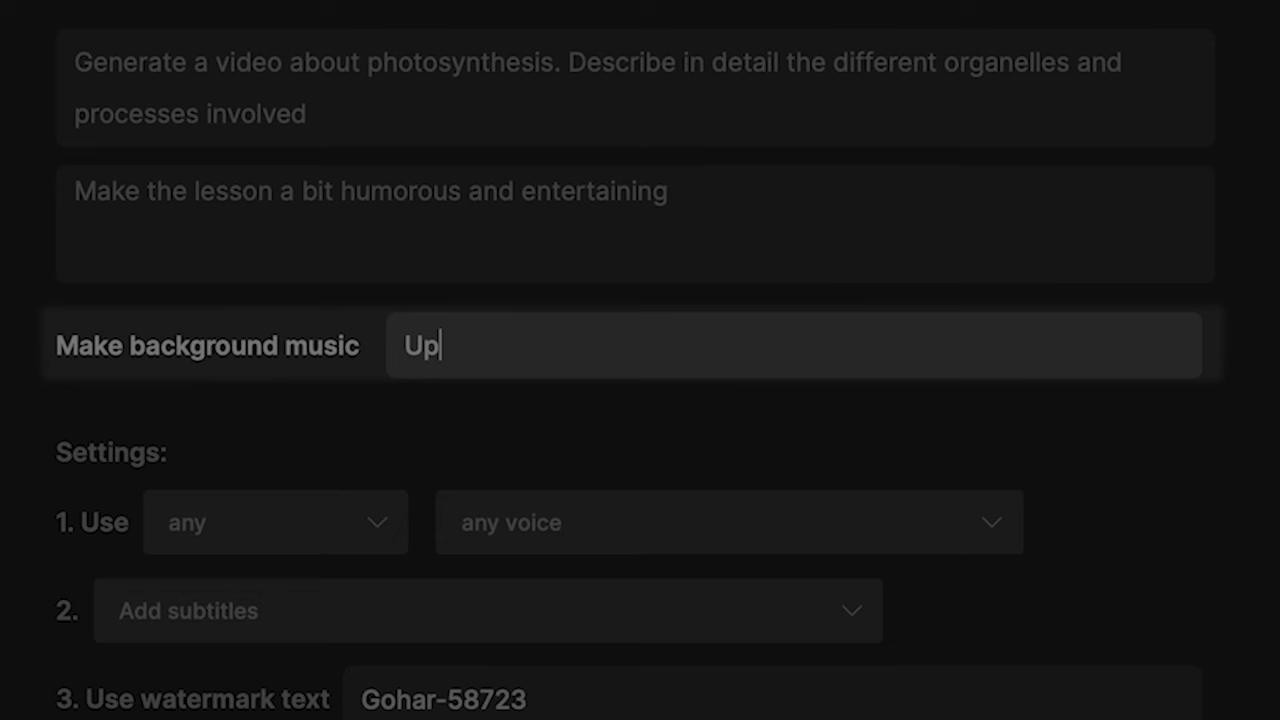 Generate a video about photosynthesis. Describe in detail the different organelles and
processes involved
Make the lesson a bit humorous and entertaining
Make background music Up
Settings:
1. Use any any voice
2. Add subtitles
3. Use watermark text Gohar-58723